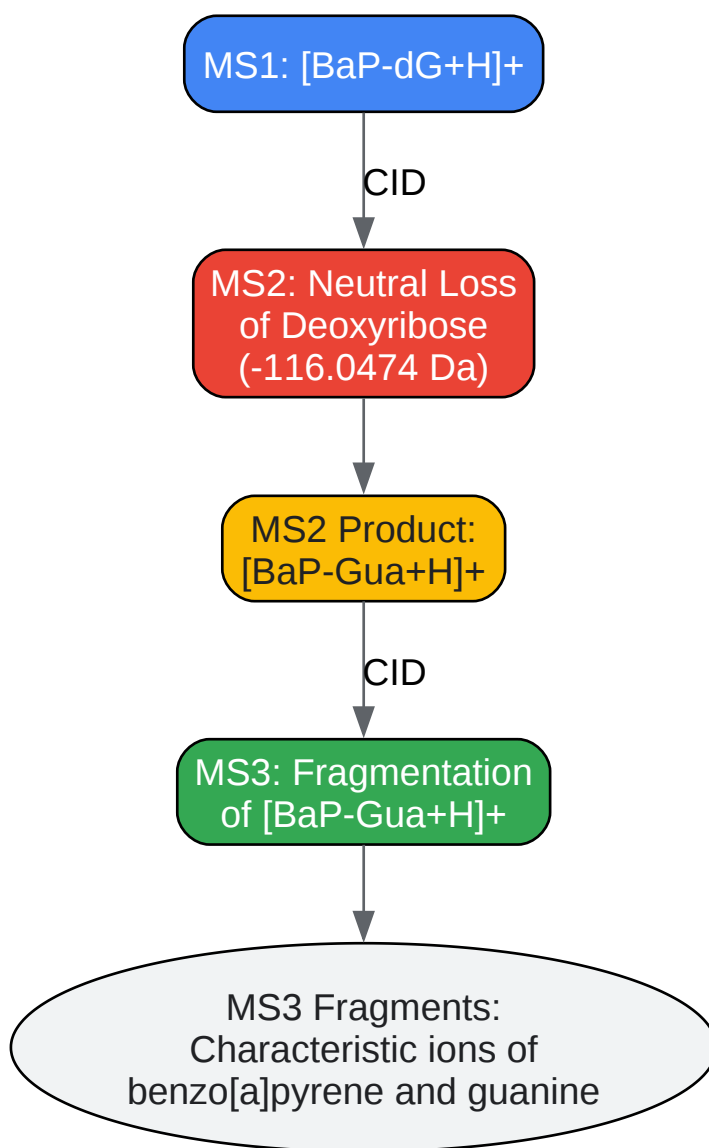 MS1: [BaP-dG+H]+
CID
MS2: Neutral Loss
of Deoxyribose
(-116.0474 Da)
MS2 Product:
[BaP-Gua+H]+
CID
MS3: Fragmentation
of [BaP-Gua+H]+
MS3 Fragments:
Characteristic ions of
benzo[a]pyrene and guanine